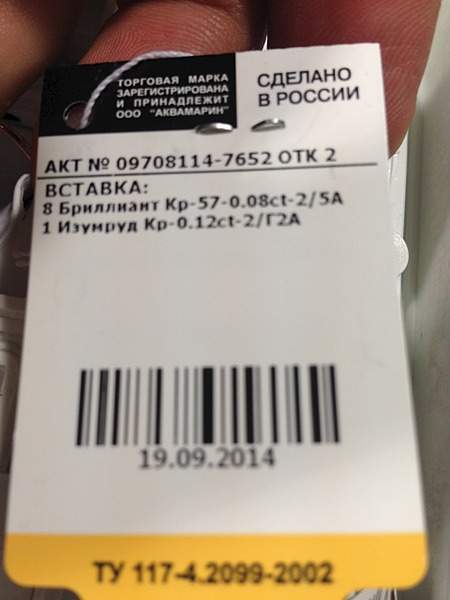 ТОРГОВАЯ МАРКА
ЗАРЕГИСТРИРОВАНА
И ПРИНАДЛЕЖИТ
ООО "АКВАМАРИН"
СДЕЛАНО
В РОССИИ
АКТ № 09708114-7652 ОТК 2
ВСТАВКА:
8 Бриллиант Кр-57-0.08ct-2/5А
1 Изумруд Кр-0.12ct-2/Г2А
19.09.2014
ТУ 117-4.2099-2002